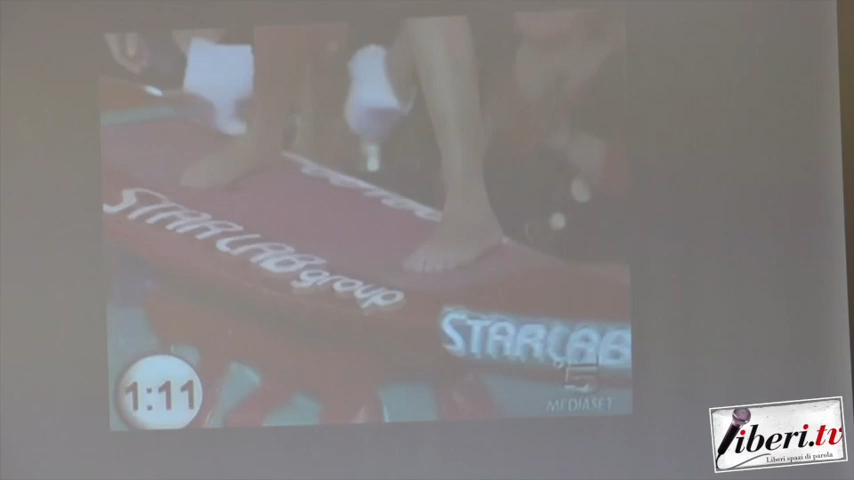 STARLAB group
STARLAB
5
MEDIASET
1:11
liberi.tv
Liberi spazi di parola